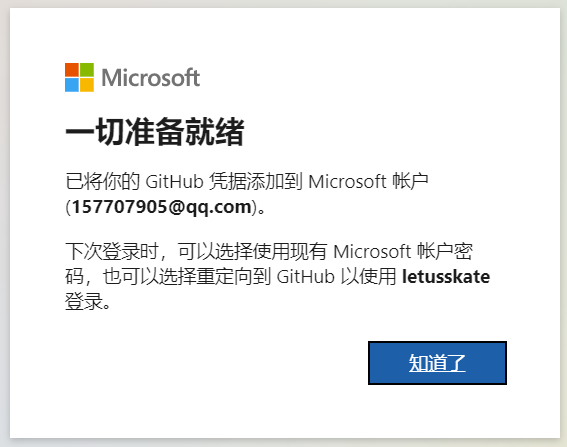 Microsoft
一切准备就绪
已将你的 GitHub 凭据添加到 Microsoft 帐户
(157707905@qq.com)。
下次登录时，可以选择使用现有 Microsoft 帐户密
码，也可以选择重定向到 GitHub 以使用 letusskate
登录。
知道了